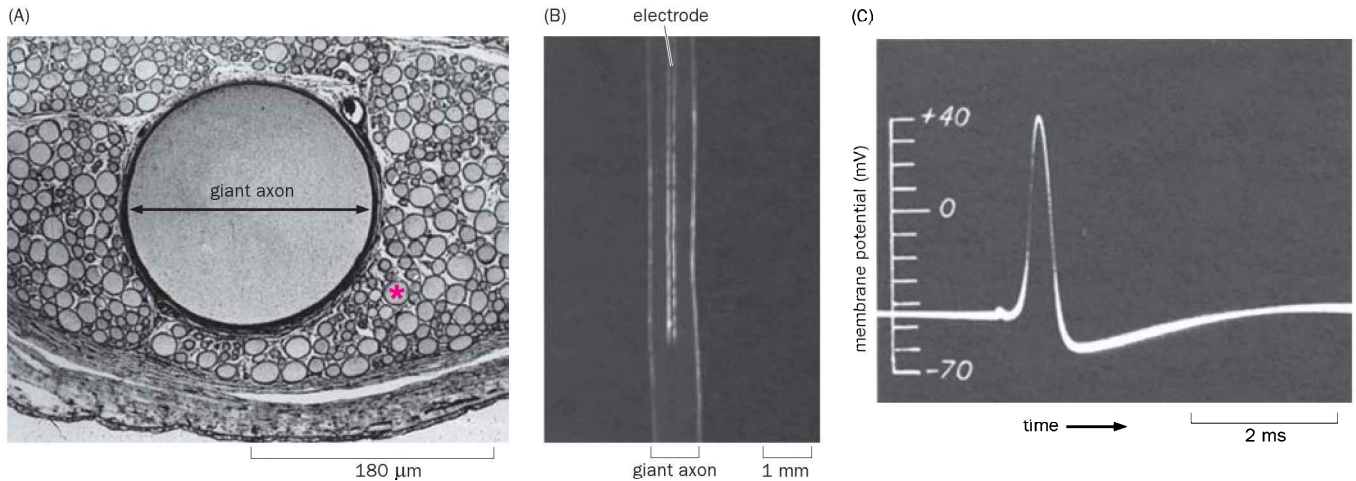 (A)
giant axon
*
180 μm
(B)
electrode
giant axon
1 mm
(C)
membrane potential (mV)
+40
0
-70
time
2 ms